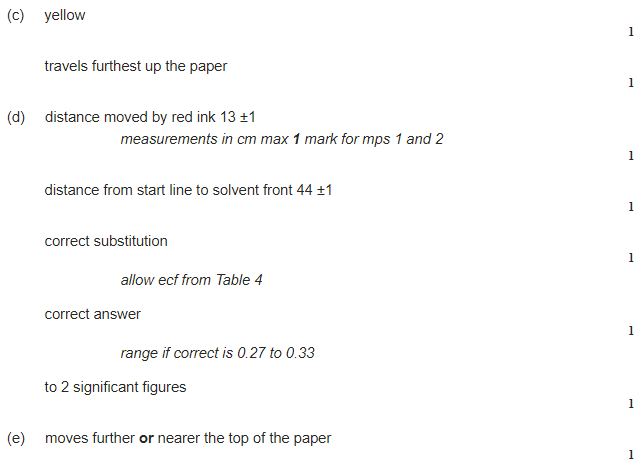 (c) yellow
1
travels furthest up the paper
1
(d) distance moved by red ink 13 ±1
measurements in cm max 1 mark for mps 1 and 2
1
distance from start line to solvent front 44 ±1
1
correct substitution
1
allow ecf from Table 4
correct answer
1
range if correct is 0.27 to 0.33
to 2 significant figures
1
(e) moves further or nearer the top of the paper
1